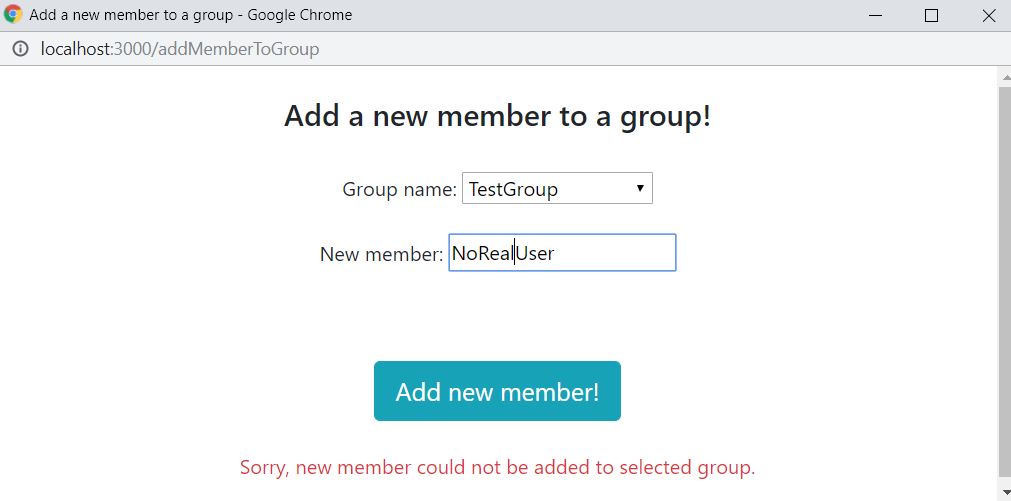 Add a new member to a group - Google Chrome
localhost:3000/addMemberToGroup
Add a new member to a group!
Group name: TestGroup
New member: NoRealUser
Add new member!
Sorry, new member could not be added to selected group.